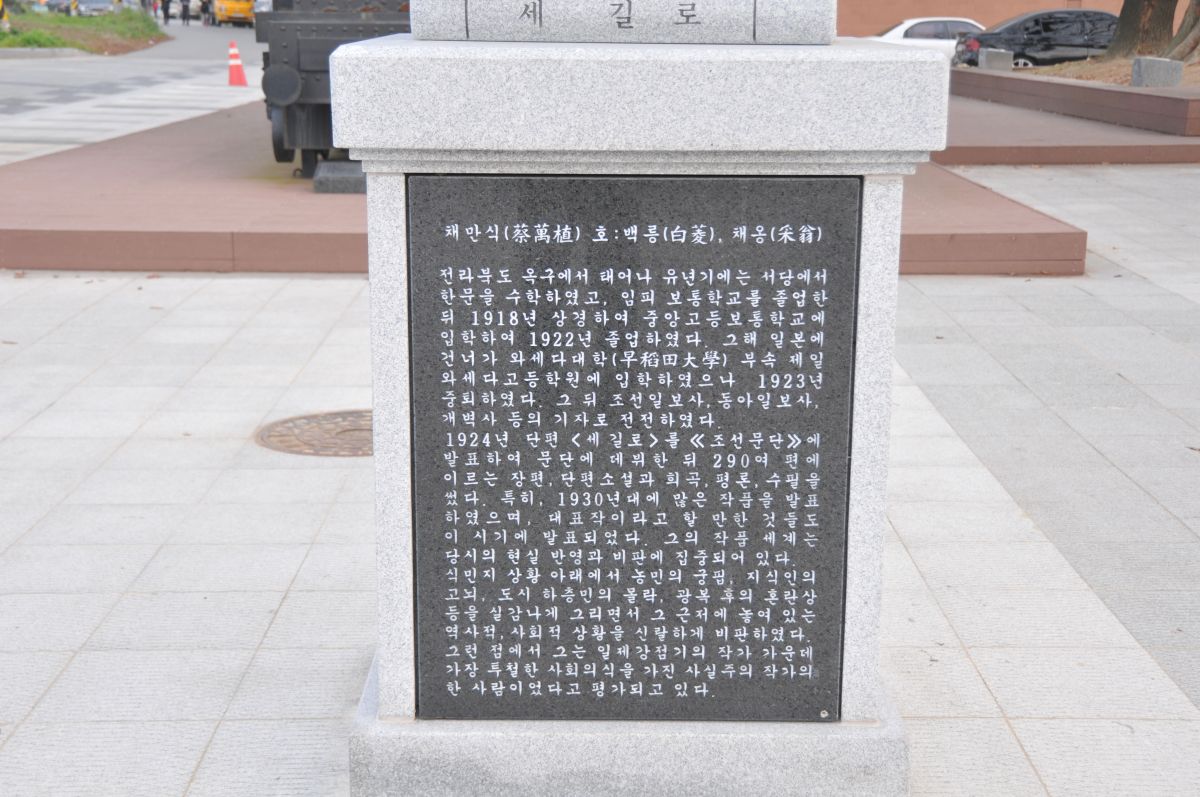 세 길 로
채만식(蔡萬植) 호:백릉(白菱), 채옹(采翁)
전라북도 옥구에서 태어나 유년기에는 서당에서
한문을 수학하였고, 임피 보통학교를 졸업한
뒤 1918년 상경하여 중앙고등보통학교에
입학하여 1922년 졸업하였다. 그해 일본에
건너가 와세다대학(早稻田大學) 부속 제일
와세다고등학원에 입학하였으나 1923년
중퇴하였다. 그 뒤 조선일보사, 동아일보사,
개벽사 등의 기자로 전전하였다.
1924년 단편 <세 길로>를 《조선문단》에
발표하여 문단에 데뷔한 뒤 290여 편에
이르는 장편, 단편소설과 희곡, 평론, 수필을
썼다. 특히, 1930년대에 많은 작품을 발표
하였으며, 대표작이라고 할 만한 것들도
이 시기에 발표되었다. 그의 작품 세계는
당시의 현실 반영과 비판에 집중되어 있다.
식민지 상황 아래에서 농민의 궁핍, 지식인의
고뇌, 도시 하층민의 몰락, 광복 후의 혼란상
등을 실감나게 그리면서 그 근저에 놓여 있는
역사적, 사회적 상황을 신랄하게 비판하였다.
그런 점에서 그는 일제강점기의 작가 가운데
가장 투철한 사회의식을 가진 사실주의 작가의
한 사람이었다고 평가되고 있다.